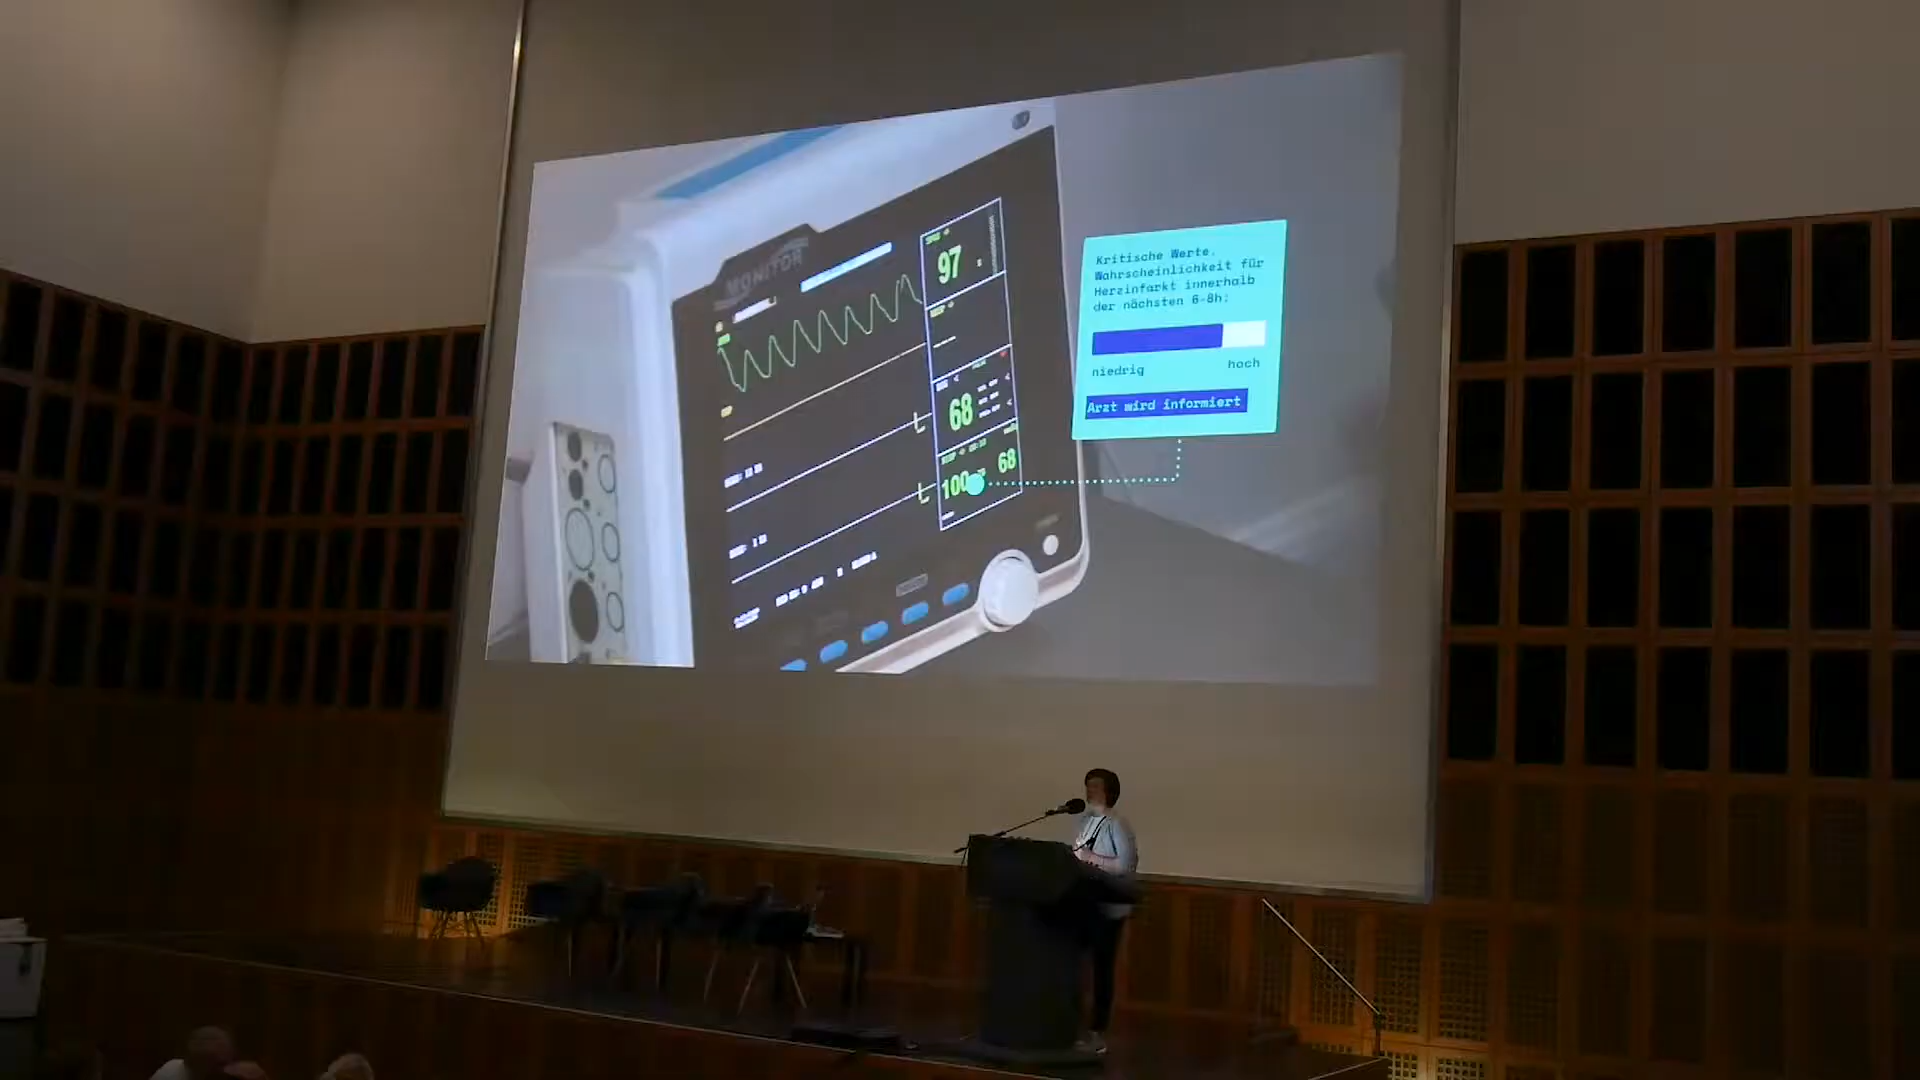 MONITOR
97
68
100
68
Kritische Werte.
Wahrscheinlichkeit für
Herzinfarkt innerhalb
der nächsten 6-8h:
niedrig hoch
Arzt wird informiert